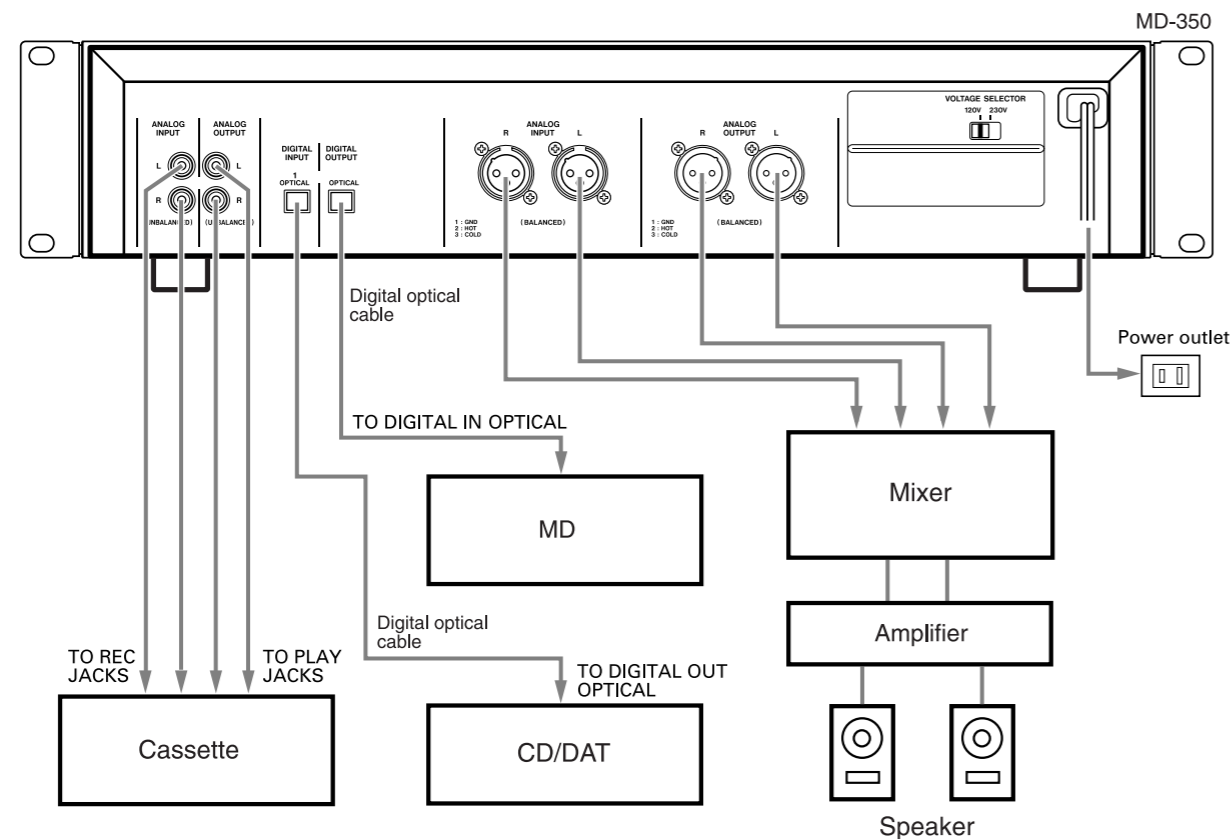 MD-350
VOLTAGE SELECTOR
120V 230V
ANALOG INPUT
ANALOG OUTPUT
L
L
R
R
(UNBALANCED)
DIGITAL INPUT
DIGITAL OUTPUT
1
OPTICAL
OPTICAL
R
ANALOG INPUT
L
1 : GND
2 : HOT
3 : COLD
(BALANCED)
R
ANALOG OUTPUT
L
1 : GND
2 : HOT
3 : COLD
(BALANCED)
Digital optical
cable
Power outlet
TO DIGITAL IN OPTICAL
Mixer
MD
Digital optical
cable
Amplifier
TO REC
JACKS
TO PLAY
JACKS
TO DIGITAL OUT
OPTICAL
Cassette
CD/DAT
Speaker